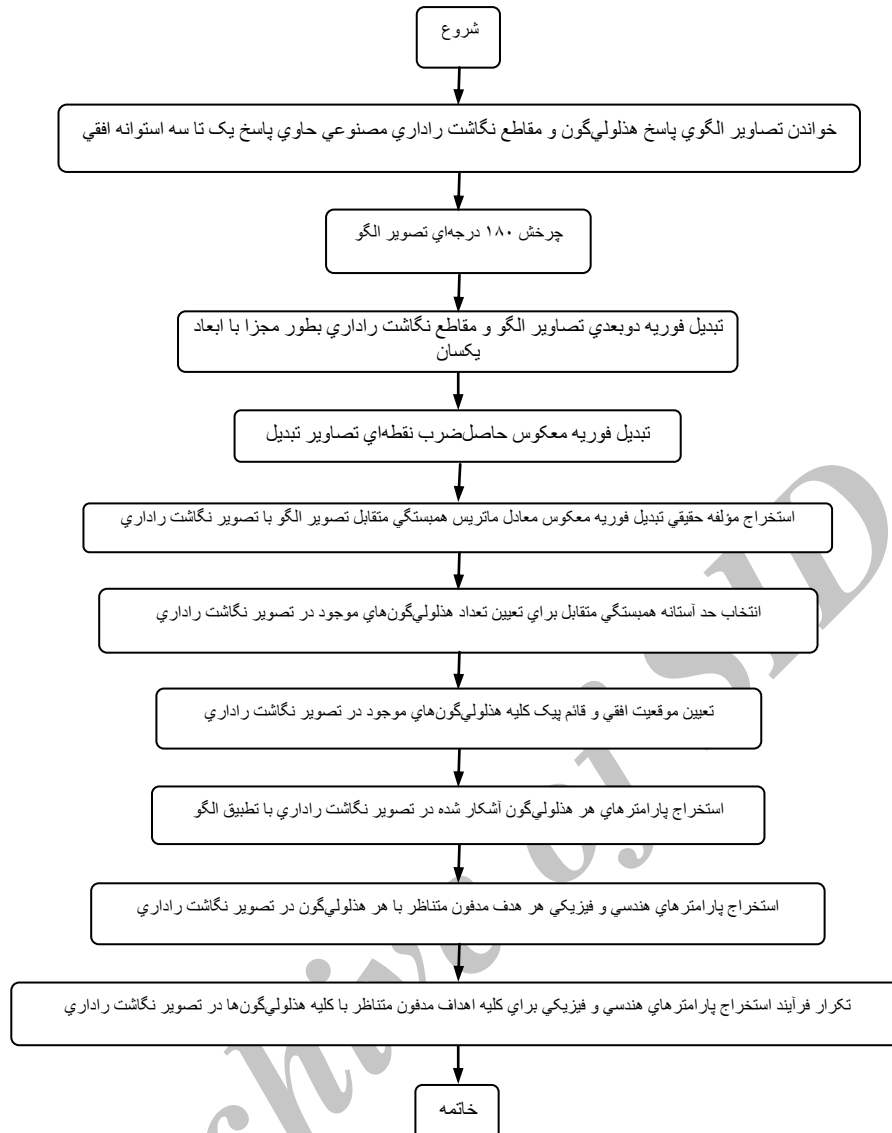 شروع
خواندن تصاوير الگوي پاسخ هذلولي‌گون و مقاطع نگاشت راداري مصنوعي حاوي پاسخ يک تا سه استوانه افقي
چرخش ۱۸۰ درجه‌اي تصوير الگو
تبديل فوريه دوبعدي تصاوير الگو و مقاطع نگاشت راداري بطور مجزا با ابعاد
يکسان
تبديل فوريه معکوس حاصل‌ضرب نقطه‌اي تصاوير تبديل
استخراج مؤلفه حقيقي تبديل فوريه معکوس معادل ماتريس همبستگي متقابل تصوير الگو با تصوير نگاشت راداري
انتخاب حد آستانه همبستگي متقابل براي تعيين تعداد هذلولي‌گون‌هاي موجود در تصوير نگاشت راداري
تعيين موقعيت افقي و قائم پيک کليه هذلولي‌گون‌هاي موجود در تصوير نگاشت راداري
استخراج پارامترهاي هر هذلولي‌گون آشکار شده در تصوير نگاشت راداري با تطبيق الگو
استخراج پارامترهاي هندسي و فيزيکي هر هدف مدفون متناظر با هر هذلولي‌گون در تصوير نگاشت راداري
تکرار فرآيند استخراج پارامترهاي هندسي و فيزيکي براي کليه اهداف مدفون متناظر با کليه هذلولي‌گون‌ها در تصوير نگاشت راداري
خاتمه
Archive of SID